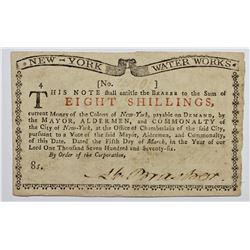 NEW-YORK WATER WORKS
[No. ]
4
THIS NOTE shall entitle the BEARER to the Sum of
EIGHT SHILLINGS,
current Money of the Colony of New-York, payable on DEMAND, by
the MAYOR, ALDERMEN, and COMMONALTY of
the City of New-York, at the Office of Chamberlain of the said City,
pursuant to a Vote of the said Mayor, Aldermen, and Commonalty,
of this Date. Dated the Fifth Day of March, in the Year of our
Lord One Thousand Seven Hundred and Seventy-six.
By Order of the Corporation,
8s.